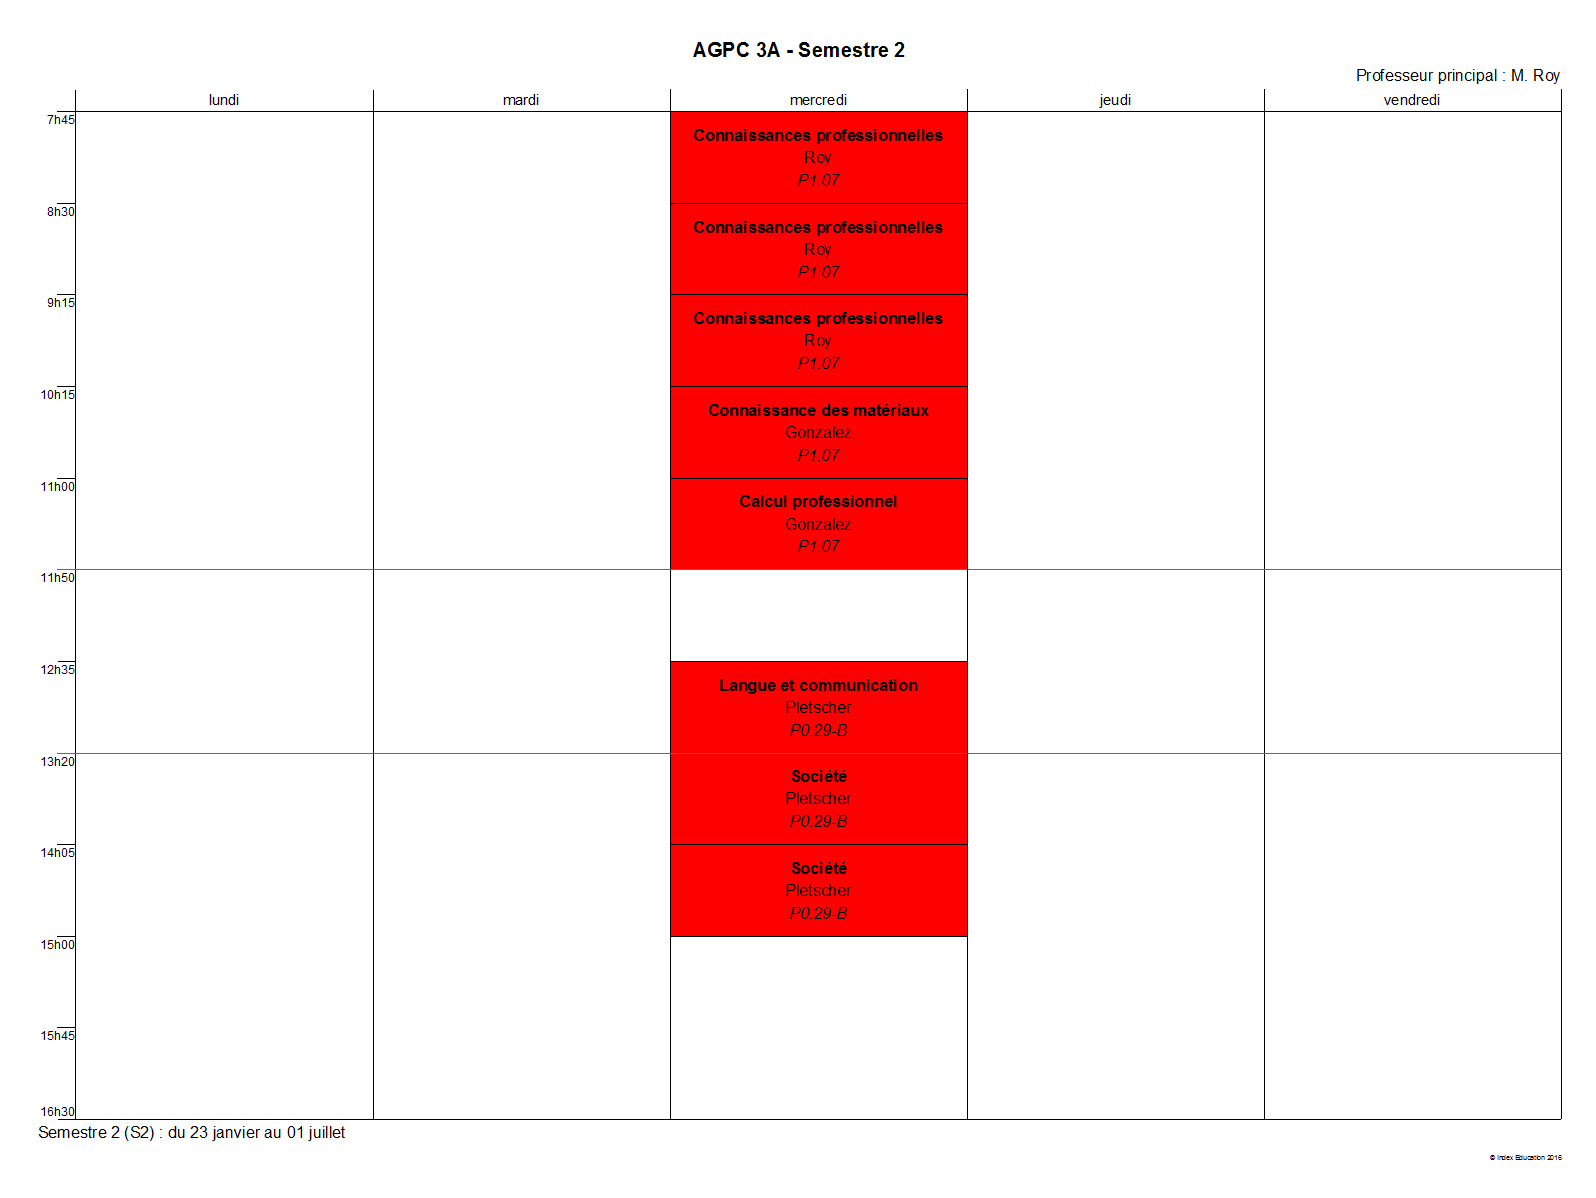 AGPC 3A - Semestre 2
Professeur principal : M. Roy
lundi
mardi
mercredi
jeudi
vendredi
7h45
Connaissances professionnelles
Roy
P1.07
8h30
Connaissances professionnelles
Roy
P1.07
9h15
Connaissances professionnelles
Roy
P1.07
10h15
Connaissance des matériaux
Gonzalez
P1.07
11h00
Calcul professionnel
Gonzalez
P1.07
11h50
12h35
Langue et communication
Pletscher
P0.29-B
13h20
Société
Pletscher
P0.29-B
14h05
Société
Pletscher
P0.29-B
15h00
15h45
16h30
Semestre 2 (S2) : du 23 janvier au 01 juillet
© Index Education 2016